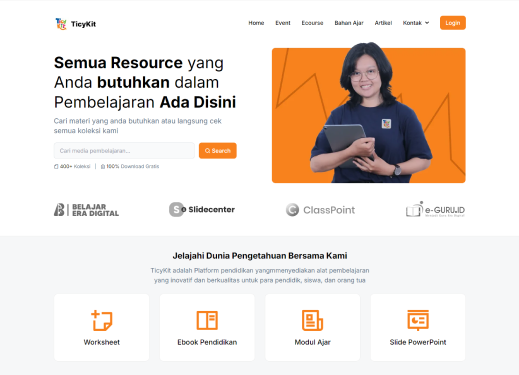 TicyKit
Home Event Ecourse Bahan Ajar Artikel Kontak Login
Semua Resource yang
Anda butuhkan dalam
Pembelajaran Ada Disini
Cari materi yang anda butuhkan atau langsung cek
semua koleksi kami
Cari media pembelajaran...
Search
400+ Koleksi | 100% Download Gratis
BELAJAR
ERA DIGITAL
Slidecenter
ClassPoint
e-GURU.ID
Jelajahi Dunia Pengetahuan Bersama Kami
TicyKit adalah Platform pendidikan yangmmenyediakan alat pembelajaran
yang inovatif dan berkualitas untuk para pendidik, siswa, dan orang tua
Worksheet
Ebook Pendidikan
Modul Ajar
Slide PowerPoint